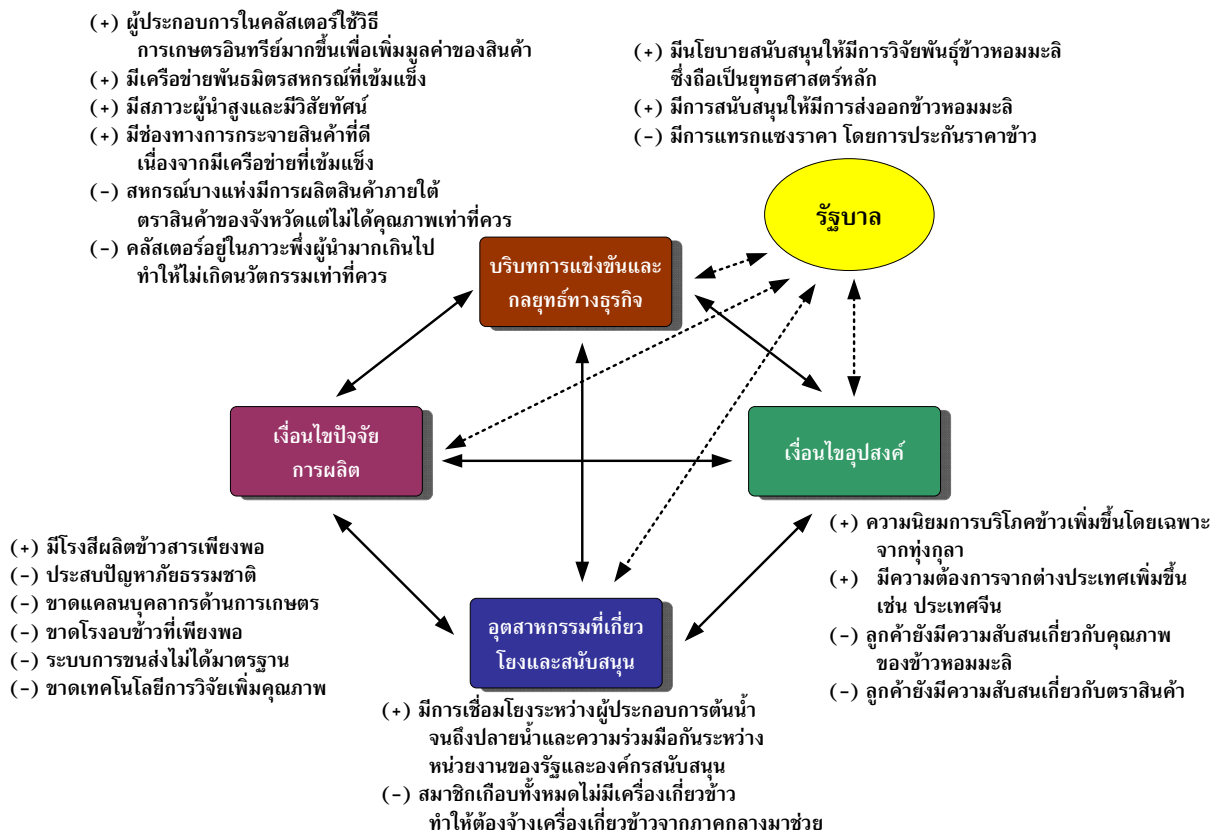 (+) ผู้ประกอบการในคลัสเตอร์ใช้วิธี
การเกษตรอินทรีย์มากขึ้นเพื่อเพิ่มมูลค่าของสินค้า
(+) มีเครือข่ายพันธมิตรสหกรณ์ที่เข้มแข็ง
(+) มีสภาวะผู้นำสูงและมีวิสัยทัศน์
(+) มีช่องทางการกระจายสินค้าที่ดี
เนื่องจากมีเครือข่ายที่เข้มแข็ง
(-) สหกรณ์บางแห่งมีการผลิตสินค้าภายใต้
ตราสินค้าของจังหวัดแต่ไม่ได้คุณภาพเท่าที่ควร
(-) คลัสเตอร์อยู่ในภาวะพึ่งผู้นำมากเกินไป
ทำให้ไม่เกิดนวัตกรรมเท่าที่ควร
(+) มีนโยบายสนับสนุนให้มีการวิจัยพันธุ์ข้าวหอมมะลิ
ซึ่งถือเป็นยุทธศาสตร์หลัก
(+) มีการสนับสนุนให้มีการส่งออกข้าวหอมมะลิ
(-) มีการแทรกแซงราคา โดยการประกันราคาข้าว
รัฐบาล
บริบทการแข่งขันและ
กลยุทธ์ทางธุรกิจ
เงื่อนไขปัจจัย
การผลิต
เงื่อนไขอุปสงค์
(+) มีโรงสีผลิตข้าวสารเพียงพอ
(-) ประสบปัญหาภัยธรรมชาติ
(-) ขาดแคลนบุคลากรด้านการเกษตร
(-) ขาดโรงอบข้าวที่เพียงพอ
(-) ระบบการขนส่งไม่ได้มาตรฐาน
(-) ขาดเทคโนโลยีการวิจัยเพิ่มคุณภาพ
อุตสาหกรรมที่เกี่ยว
โยงและสนับสนุน
(+) ความนิยมการบริโภคข้าวเพิ่มขึ้นโดยเฉพาะ
จากทุ่งกุลา
(+) มีความต้องการจากต่างประเทศเพิ่มขึ้น
เช่น ประเทศจีน
(-) ลูกค้ายังมีความสับสนเกี่ยวกับคุณภาพ
ของข้าวหอมมะลิ
(-) ลูกค้ายังมีความสับสนเกี่ยวกับตราสินค้า
(+) มีการเชื่อมโยงระหว่างผู้ประกอบการต้นน้ำ
จนถึงปลายน้ำและความร่วมมือกันระหว่าง
หน่วยงานของรัฐและองค์กรสนับสนุน
(-) สมาชิกเกือบทั้งหมดไม่มีเครื่องเกี่ยวข้าว
ทำให้ต้องจ้างเครื่องเกี่ยวข้าวจากภาคกลางมาช่วย